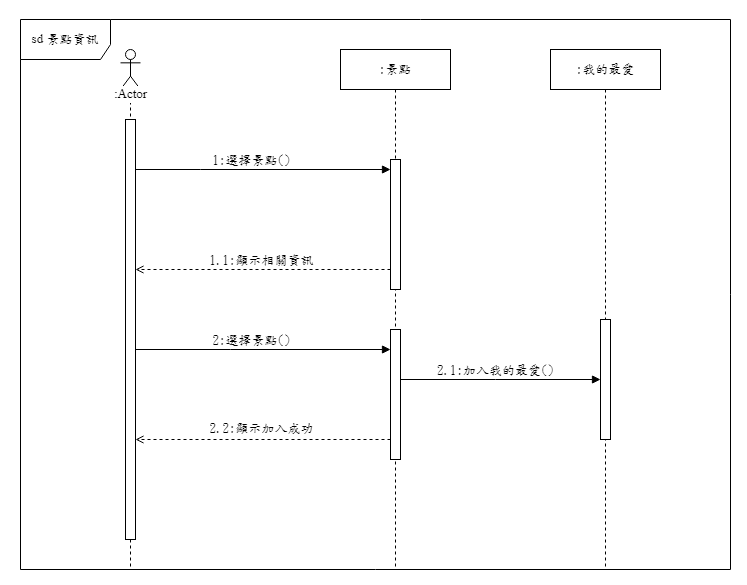 sd 景點資訊
:Actor
:景點
:我的最愛
1:選擇景點()
1.1:顯示相關資訊
2:選擇景點()
2.1:加入我的最愛()
2.2:顯示加入成功